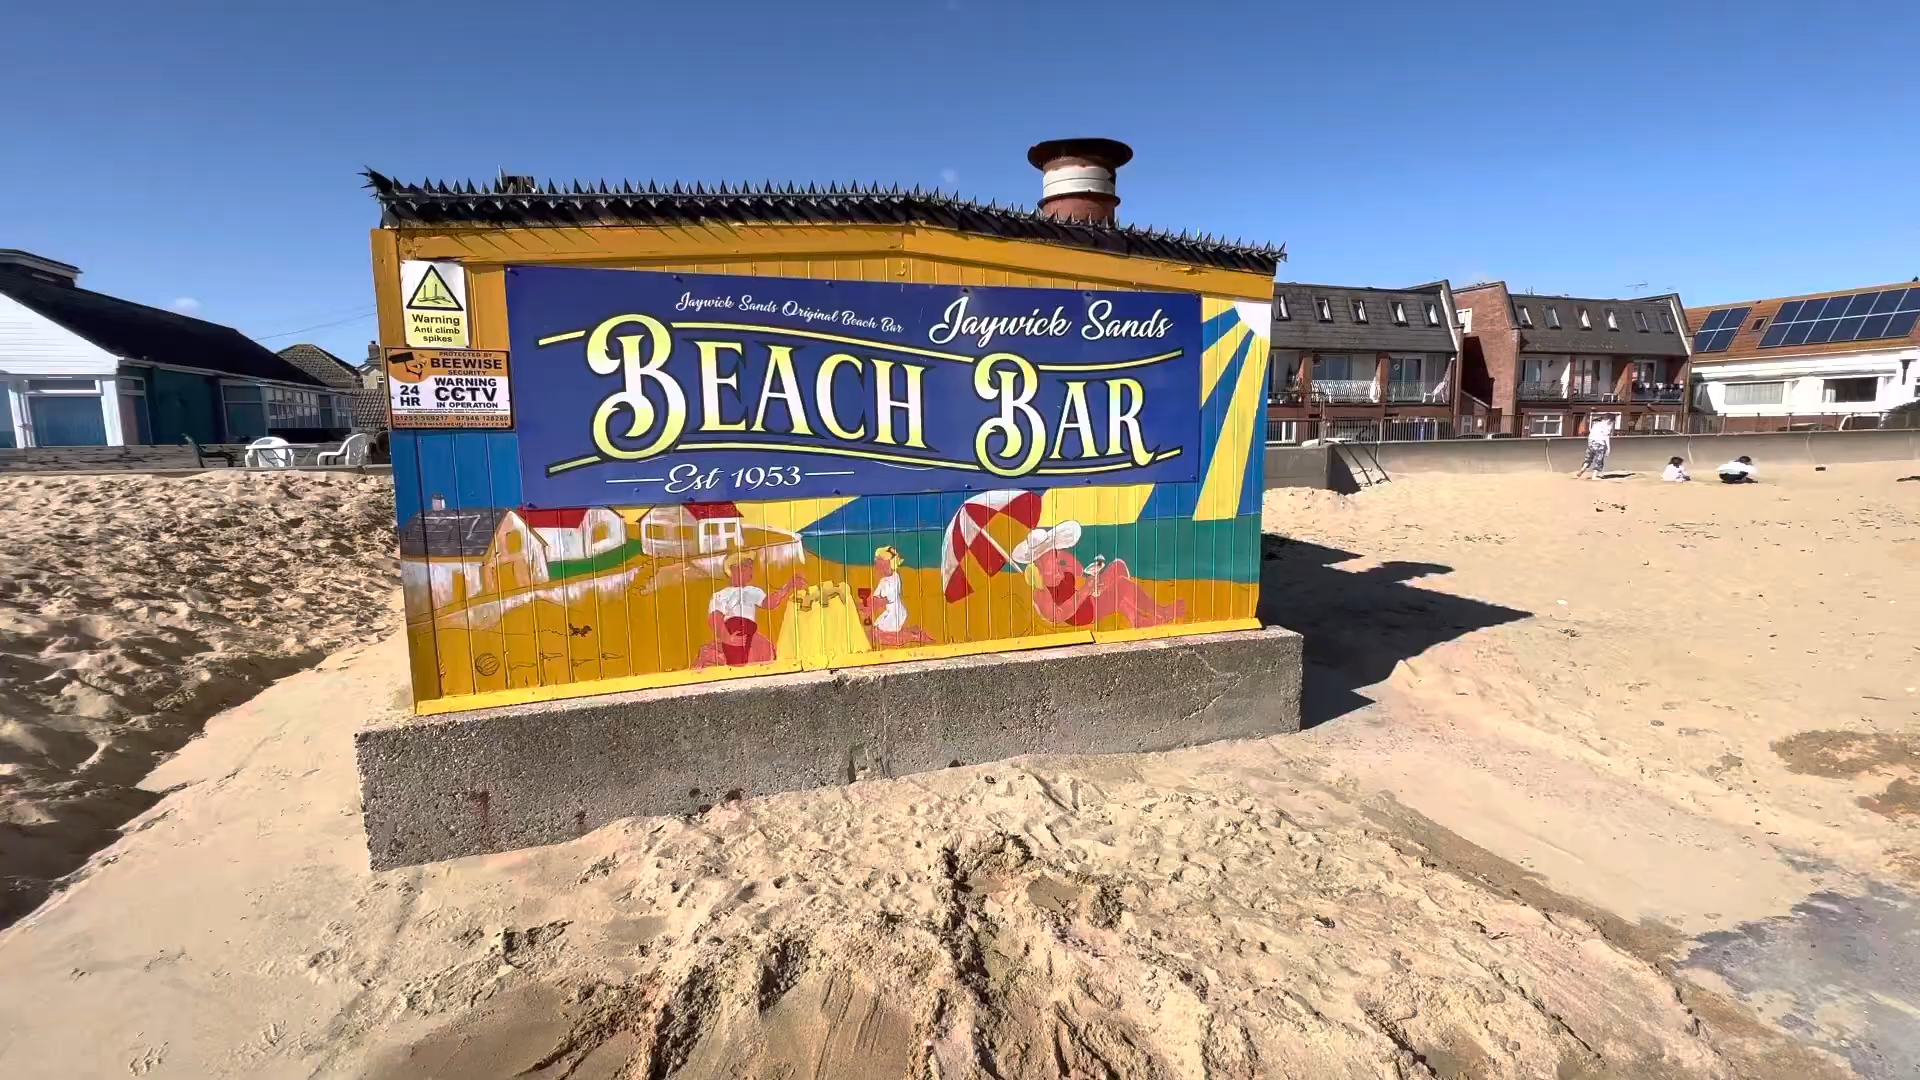 Jaywick Sands Original Beach Bar
Jaywick Sands
BEACH BAR
Est 1953
Warning
Anti climb
spikes
PROTECTED BY
BEEWISE
SECURITY
24
HR
WARNING
CCTV
IN OPERATION